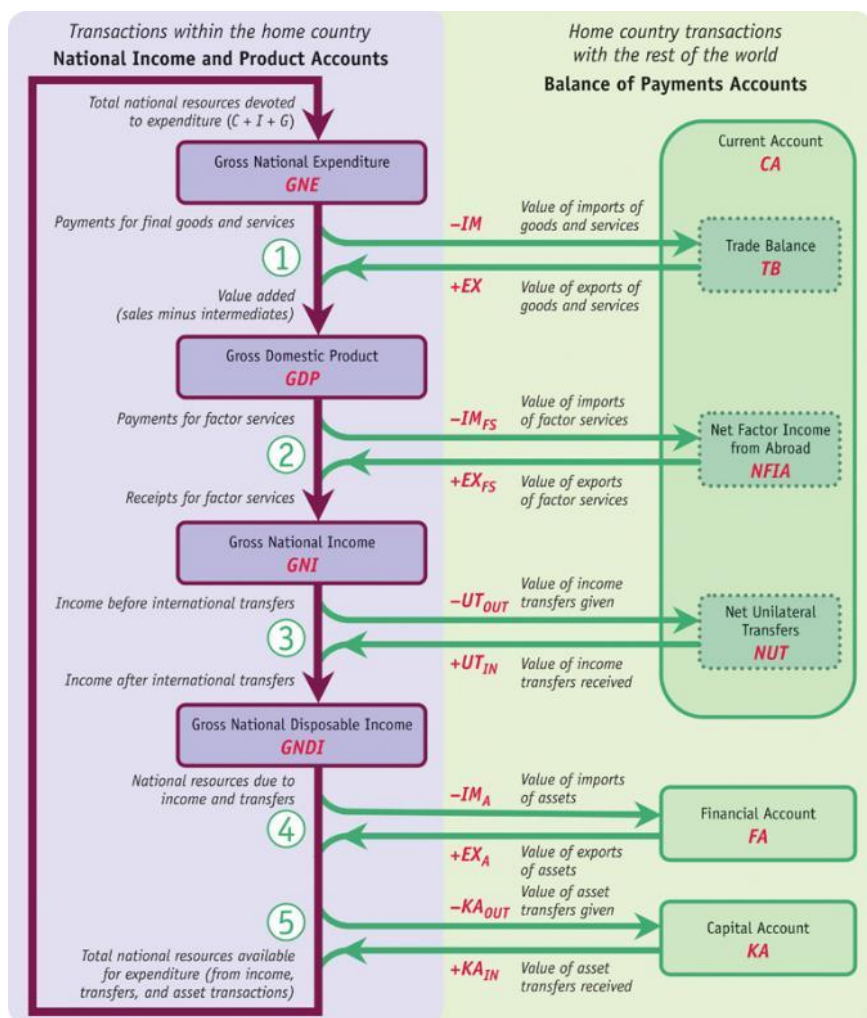 Transactions within the home country
National Income and Product Accounts
Home country transactions
with the rest of the world
Balance of Payments Accounts
Total national resources devoted
to expenditure (C + I + G)
Gross National Expenditure
GNE
Current Account
CA
Payments for final goods and services
–IM
Value of imports of
goods and services
1
Trade Balance
TB
+EX
Value of exports of
goods and services
Value added
(sales minus intermediates)
Gross Domestic Product
GDP
Payments for factor services
–IMFS
Value of imports
of factor services
2
Net Factor Income
from Abroad
NFIA
+EXFS
Value of exports
of factor services
Receipts for factor services
Gross National Income
GNI
Income before international transfers
–UTOUT
Value of income
transfers given
3
Net Unilateral
Transfers
NUT
+UTIN
Value of income
transfers received
Income after international transfers
Gross National Disposable Income
GNDI
National resources due to
income and transfers
–IMA
Value of imports
of assets
4
Financial Account
FA
+EXA
Value of exports
of assets
5
–KAOUT
Value of asset
transfers given
Capital Account
KA
Total national resources available
for expenditure (from income,
transfers, and asset transactions)
+KAIN
Value of asset
transfers received